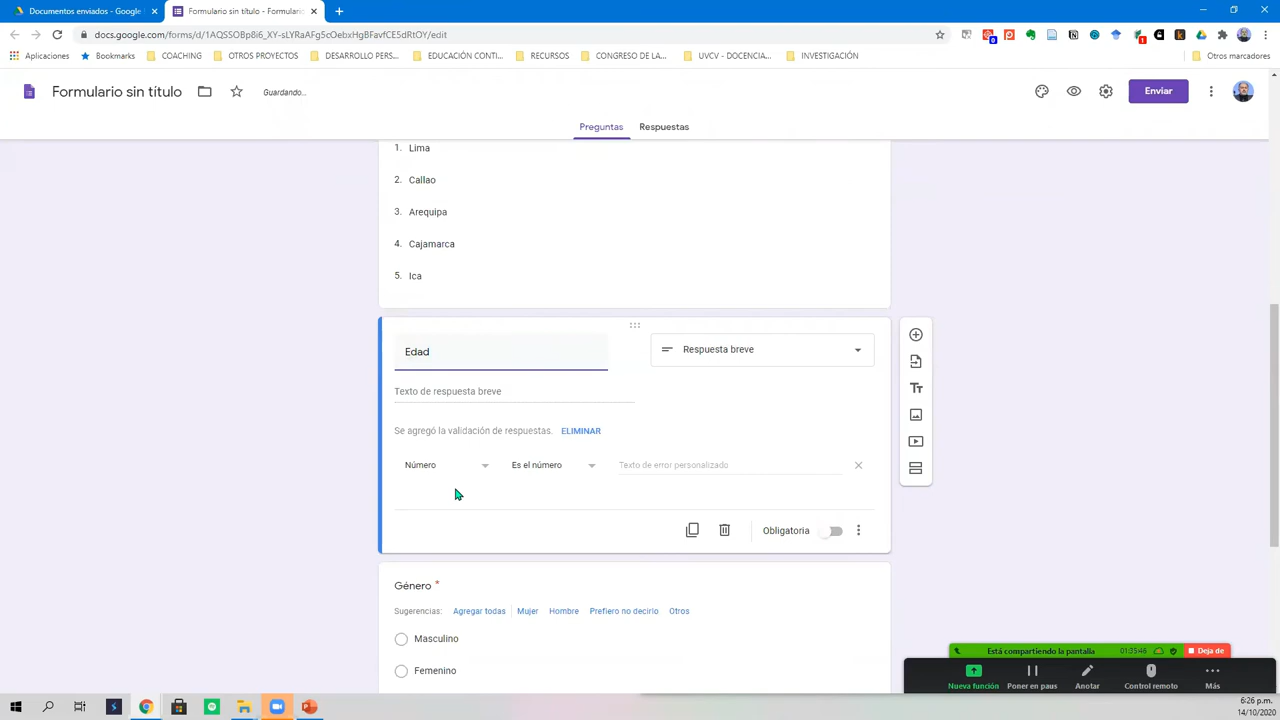 Documentos enviados - Google
Formulario sin título - Formulario
docs.google.com/forms/d/1AQSSOBp8i6_XY-sLYRaAFg5cOebxHgBFavfCE5dRtOY/edit
Aplicaciones
Bookmarks
COACHING
OTROS PROYECTOS
DESARROLLO PERS...
EDUCACIÓN CONTI...
RECURSOS
CONGRESO DE LA...
UVCV - DOCENCIA...
INVESTIGACIÓN
Otros marcadores
Formulario sin título
Guardando...
Enviar
Preguntas
Respuestas
1. Lima
2. Callao
3. Arequipa
4. Cajamarca
5. Ica
Edad
Respuesta breve
Texto de respuesta breve
Se agregó la validación de respuestas. ELIMINAR
Número
Es el número
Texto de error personalizado
Obligatoria
Género *
Sugerencias: Agregar todas Mujer Hombre Prefiero no decirlo Otros
Masculino
Femenino
Está compartiendo la pantalla
01:35:46
Deja de
Nueva función
Poner en paus
Anotar
Control remoto
Más
6:26 p.m.
14/10/2020